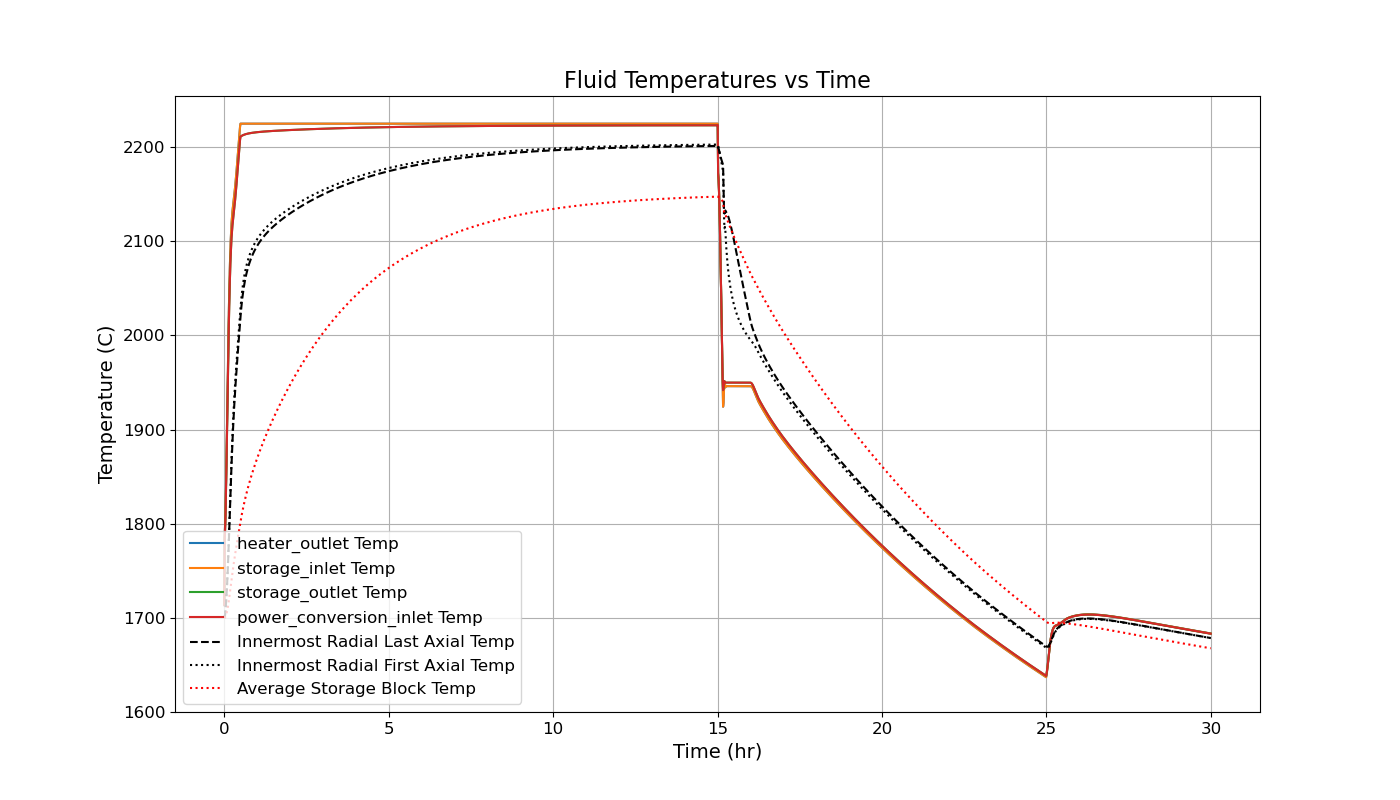 Fluid Temperatures vs Time
Temperature (C)
2200
2100
2000
1900
1800
1700
1600
heater_outlet Temp
storage_inlet Temp
storage_outlet Temp
power_conversion_inlet Temp
Innermost Radial Last Axial Temp
Innermost Radial First Axial Temp
Average Storage Block Temp
0 5 10 15 20 25 30
Time (hr)